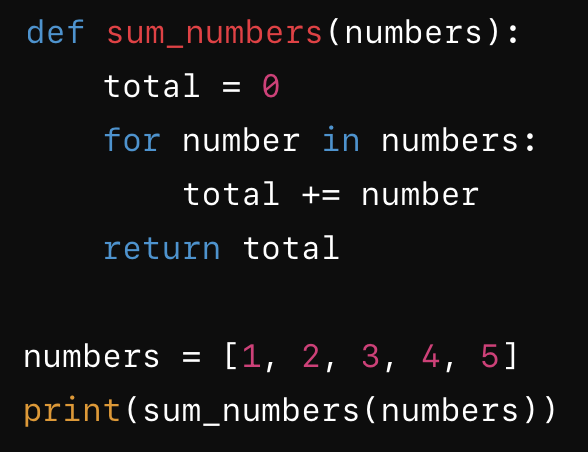 def sum_numbers(numbers):
    total = 0
    for number in numbers:
        total += number
    return total

numbers = [1, 2, 3, 4, 5]
print(sum_numbers(numbers))